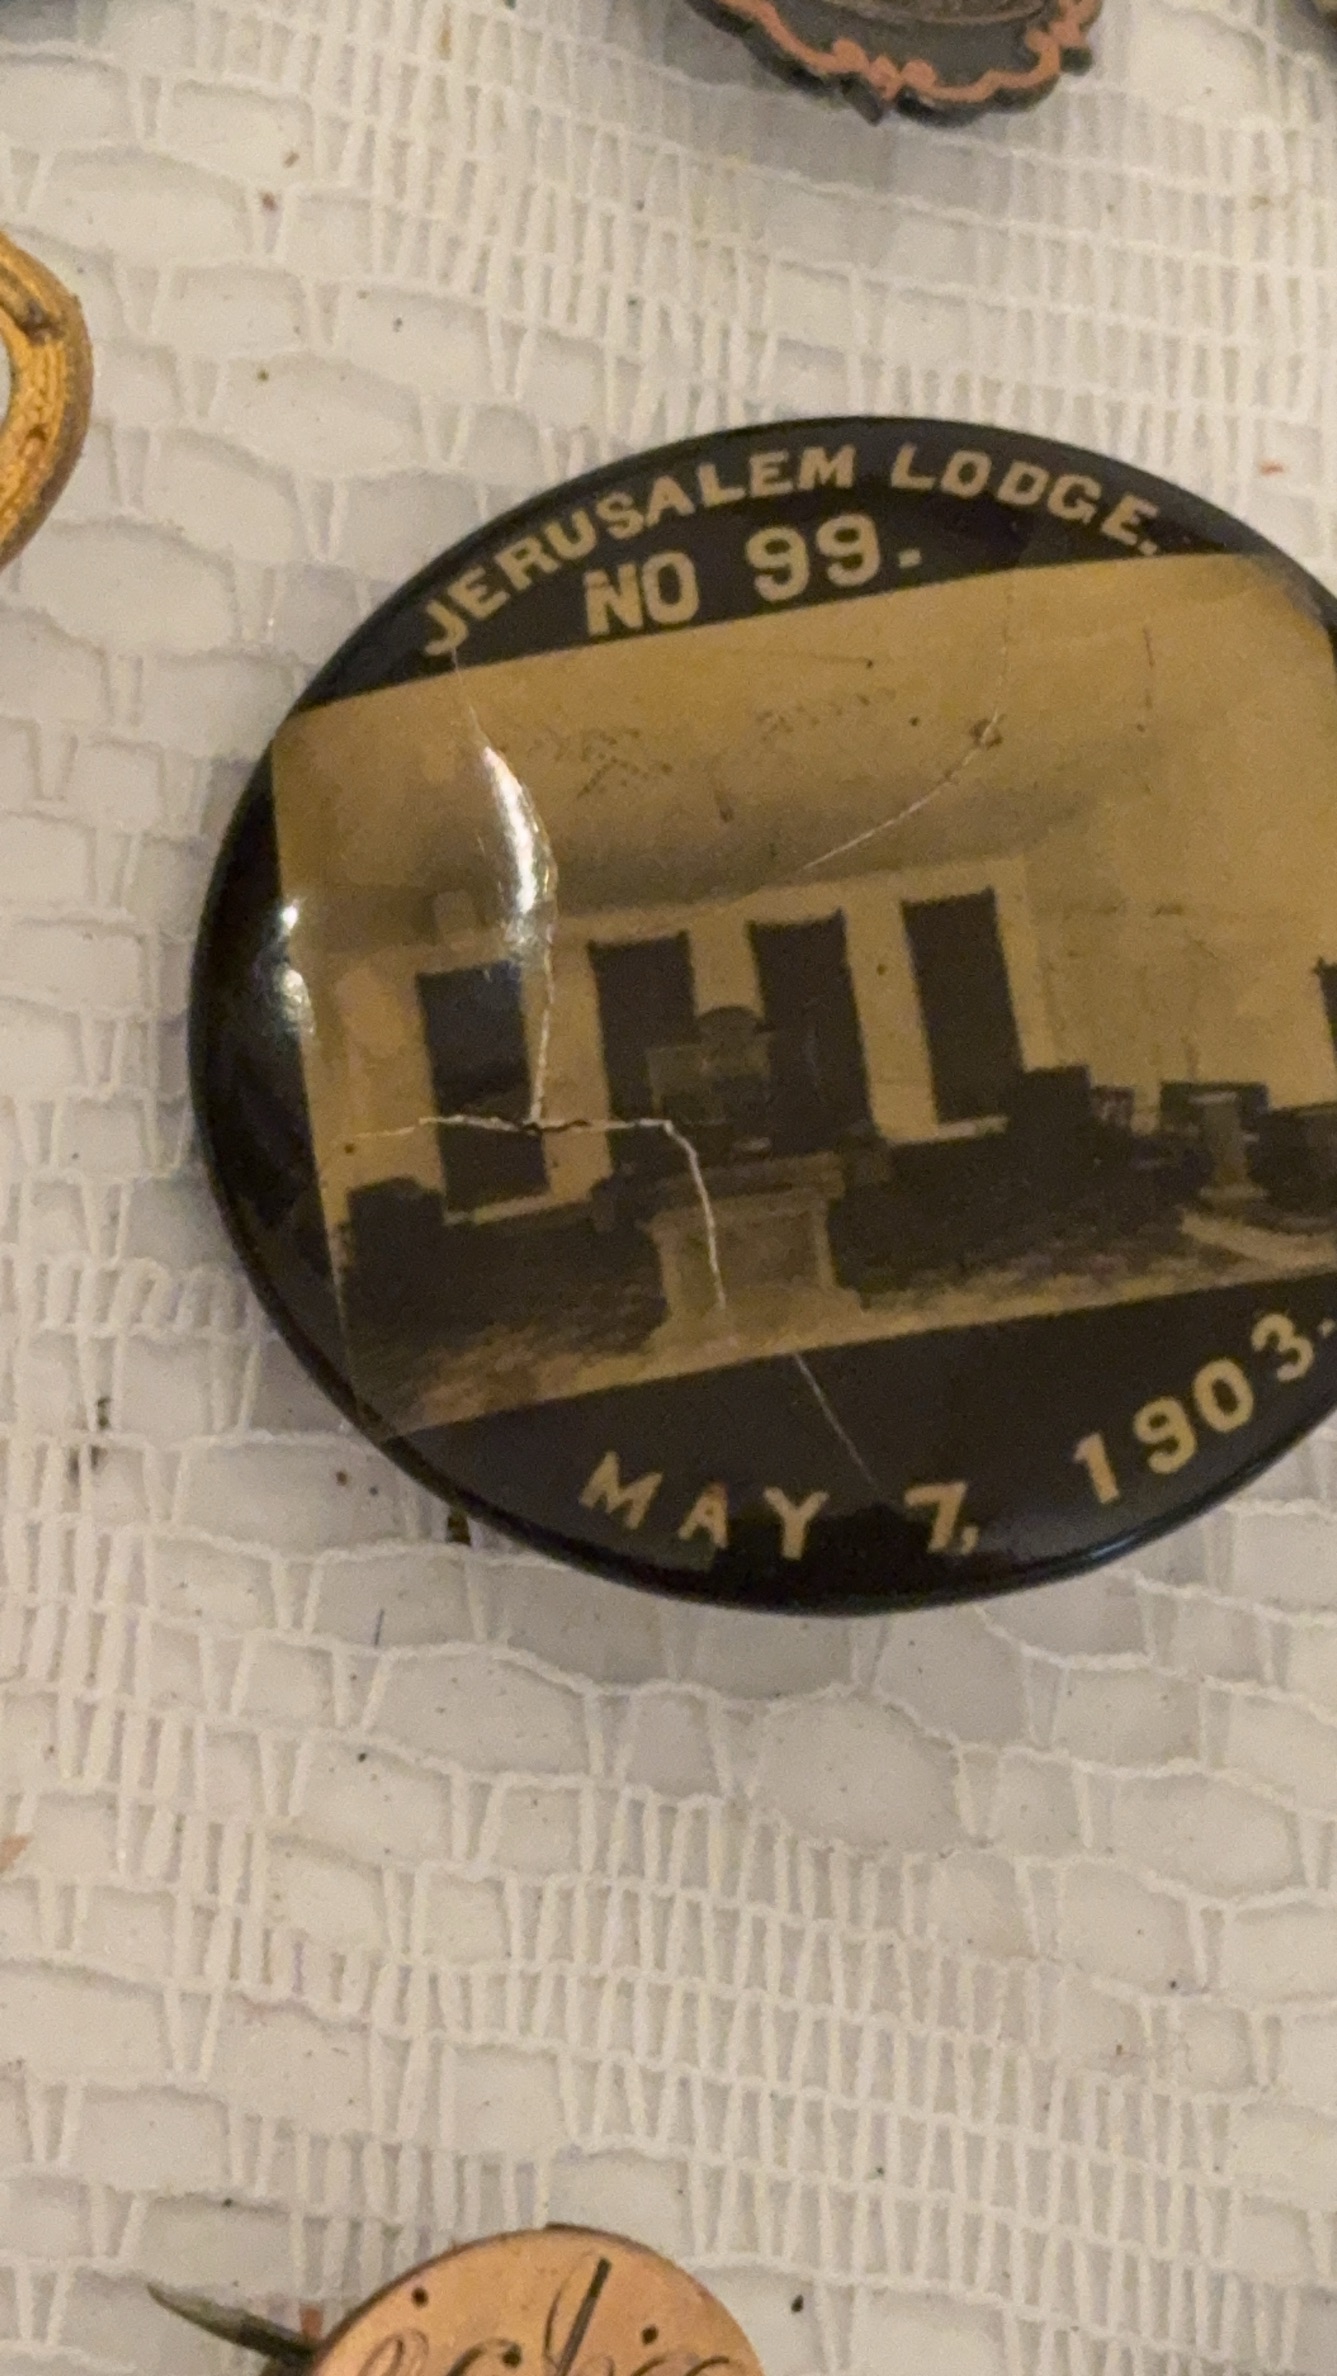 JERUSALEM LODGE.
NO 99.
MAY 7, 1903.